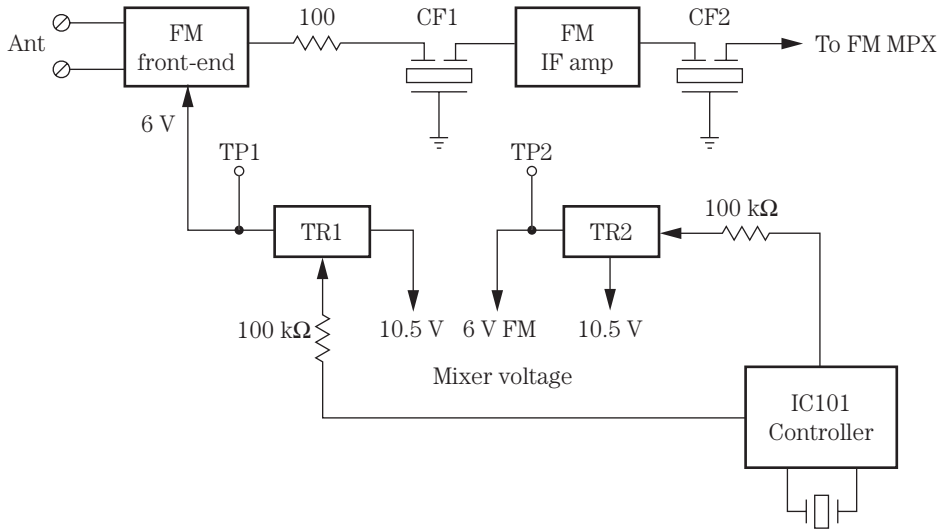 Ant
FM
front-end
100
CF1
FM
IF amp
CF2
To FM MPX
6 V
TP1
TP2
TR1
TR2
100 kΩ
100 kΩ
10.5 V
6 V FM
10.5 V
Mixer voltage
IC101
Controller